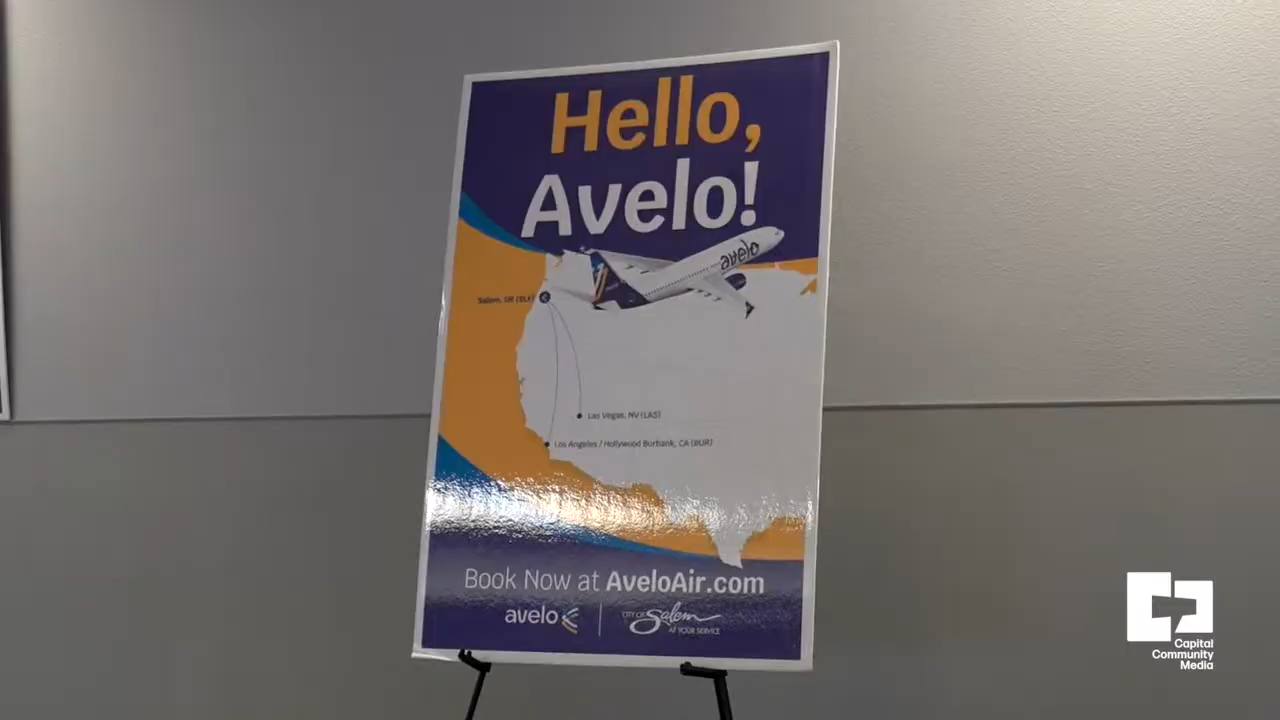 Hello,
Avelo!
avelo
Salem, OR (SLE)
Las Vegas, NV (LAS)
Los Angeles / Hollywood Burbank, CA (BUR)
Book Now at AveloAir.com
avelo
CITY OF Salem
AT YOUR SERVICE
Capital
Community
Media